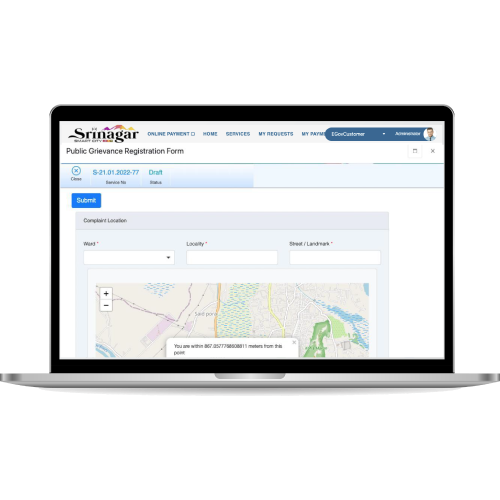 Srinagar
SMART CITY
ONLINE PAYMENT HOME SERVICES MY REQUESTS MY PAYM EGovCustomer
Public Grievance Registration Form
S-21.01.2022-77 Draft
Close Service No Status
Submit
Complaint Location
Ward * Locality * Street / Landmark *
+
−
You are within 867.0377798608611 meters from this
point